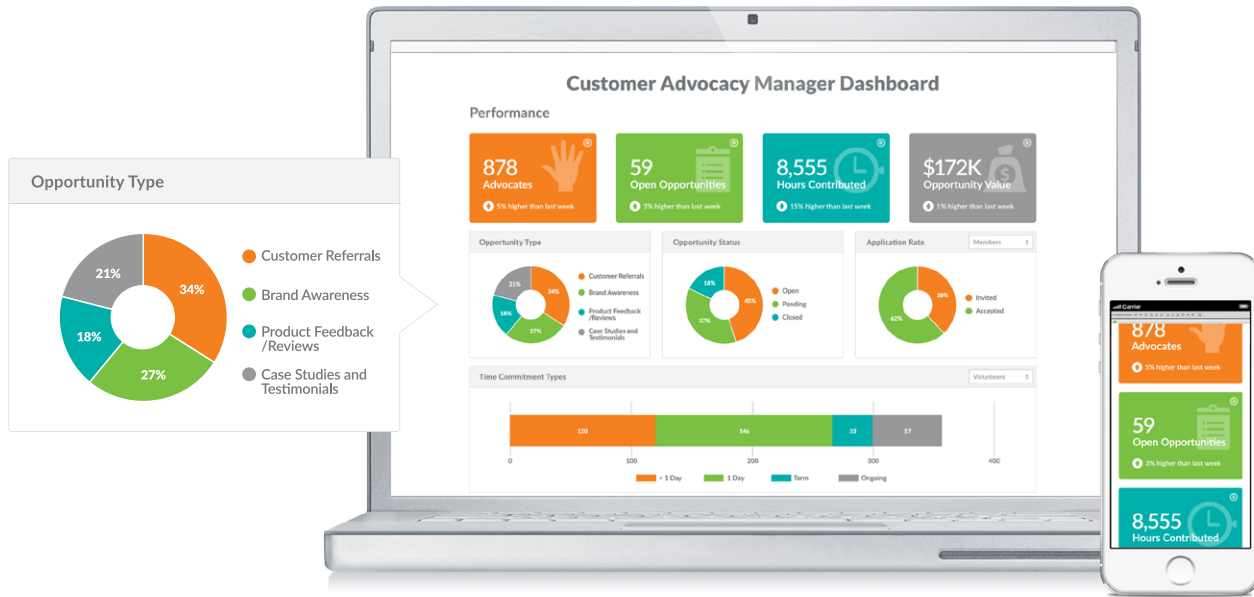 Opportunity Type
34%
27%
18%
21%
Customer Referrals
Brand Awareness
Product Feedback
/Reviews
Case Studies and
Testimonials
Customer Advocacy Manager Dashboard
Performance
878
Advocates
5% higher than last week
59
Open Opportunities
3% higher than last week
8,555
Hours Contributed
15% higher than last week
$172K
Opportunity Value
1% higher than last week
Opportunity Type
21%
34%
18%
27%
Customer Referrals
Brand Awareness
Product Feedback
/Reviews
Case Studies and
Testimonials
Opportunity Status
18%
45%
37%
Open
Pending
Closed
Application Rate
Members
38%
62%
Invited
Accepted
Time Commitment Types
Volunteers
120
146
33
57
0
100
200
300
400
< 1 Day
1 Day
Term
Ongoing
Carrier
878
Advocates
5% higher than last week
59
Open Opportunities
3% higher than last week
8,555
Hours Contributed